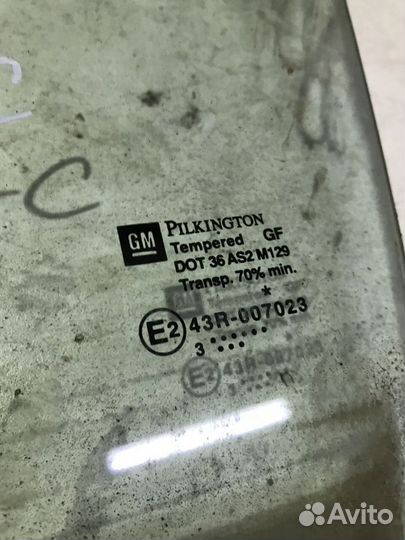 C
-C
GM PILKINGTON
Tempered GF
DOT 36 AS2 M129
Transp. 70% min.
E2 43R-007023
3
Avito